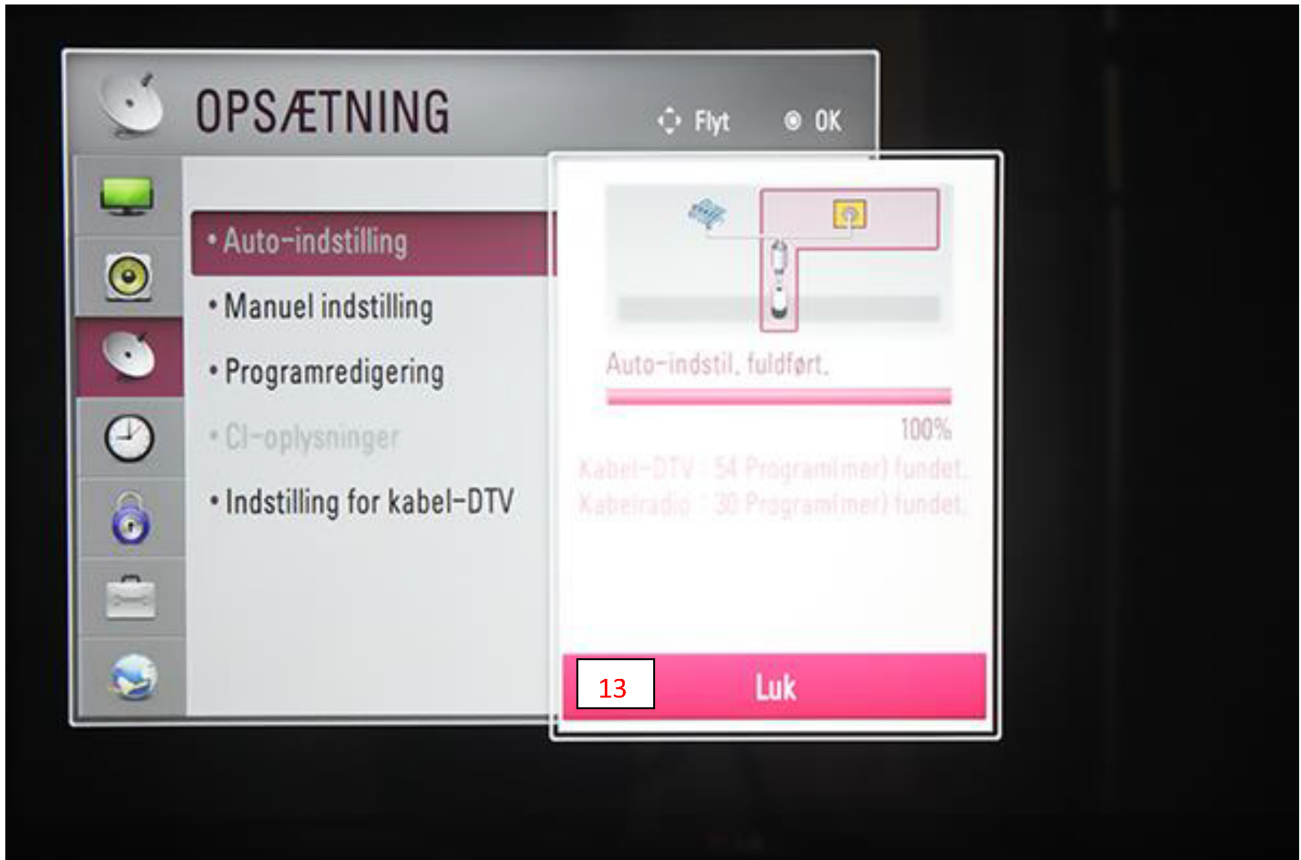 OPSÆTNING
Flyt
OK
• Auto-indstilling
• Manuel indstilling
• Programredigering
• CI-oplysninger
• Indstilling for kabel-DTV
Auto-indstil. fuldført.
100%
Kabel-DTV : 54 Program(mer) fundet.
Kabelradio : 30 Program(mer) fundet.
13
Luk